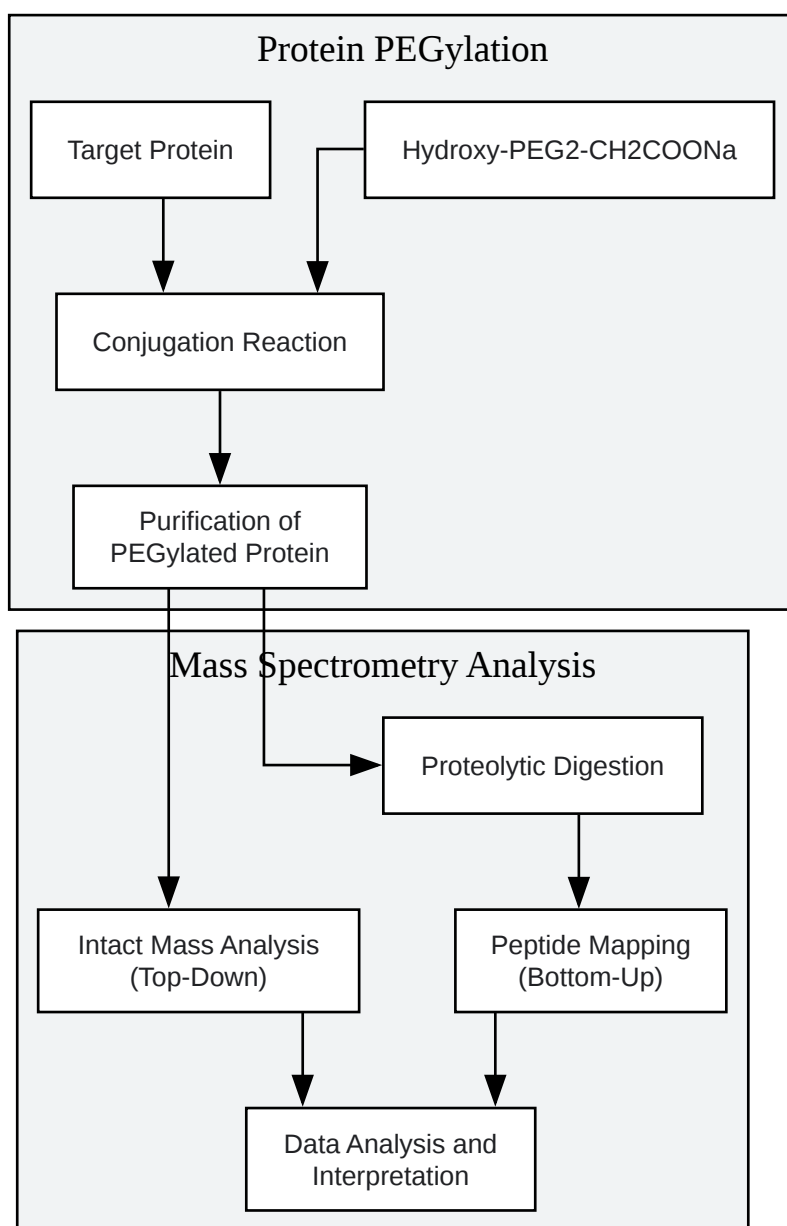 Protein PEGylation
Target Protein
Hydroxy-PEG2-CH2COONa
Conjugation Reaction
Purification of
PEGylated Protein
Mass Spectrometry Analysis
Proteolytic Digestion
Intact Mass Analysis
(Top-Down)
Peptide Mapping
(Bottom-Up)
Data Analysis and
Interpretation